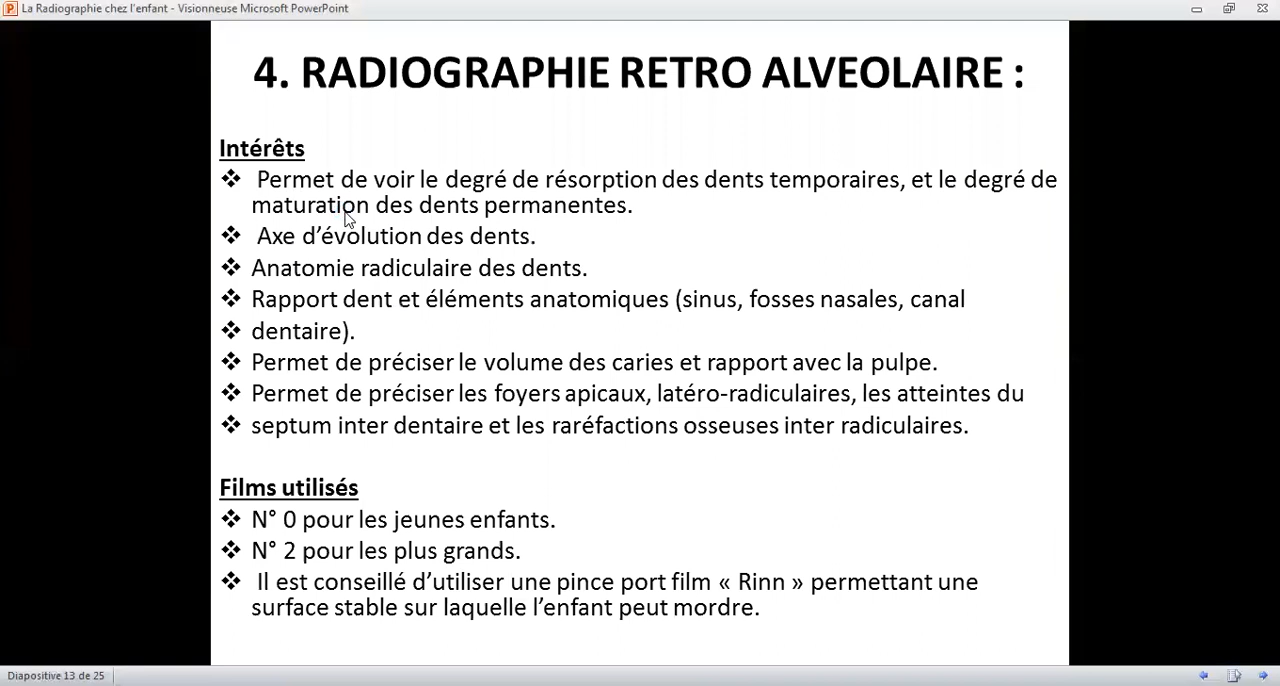 La Radiographie chez l'enfant - Visionneuse Microsoft PowerPoint
4. RADIOGRAPHIE RETRO ALVEOLAIRE :
Intérêts
❖ Permet de voir le degré de résorption des dents temporaires, et le degré de
maturation des dents permanentes.
❖ Axe d’évolution des dents.
❖ Anatomie radiculaire des dents.
❖ Rapport dent et éléments anatomiques (sinus, fosses nasales, canal
❖ dentaire).
❖ Permet de préciser le volume des caries et rapport avec la pulpe.
❖ Permet de préciser les foyers apicaux, latéro-radiculaires, les atteintes du
❖ septum inter dentaire et les raréfactions osseuses inter radiculaires.
Films utilisés
❖ N° 0 pour les jeunes enfants.
❖ N° 2 pour les plus grands.
❖ Il est conseillé d’utiliser une pince port film « Rinn » permettant une
surface stable sur laquelle l’enfant peut mordre.
Diapositive 13 de 25